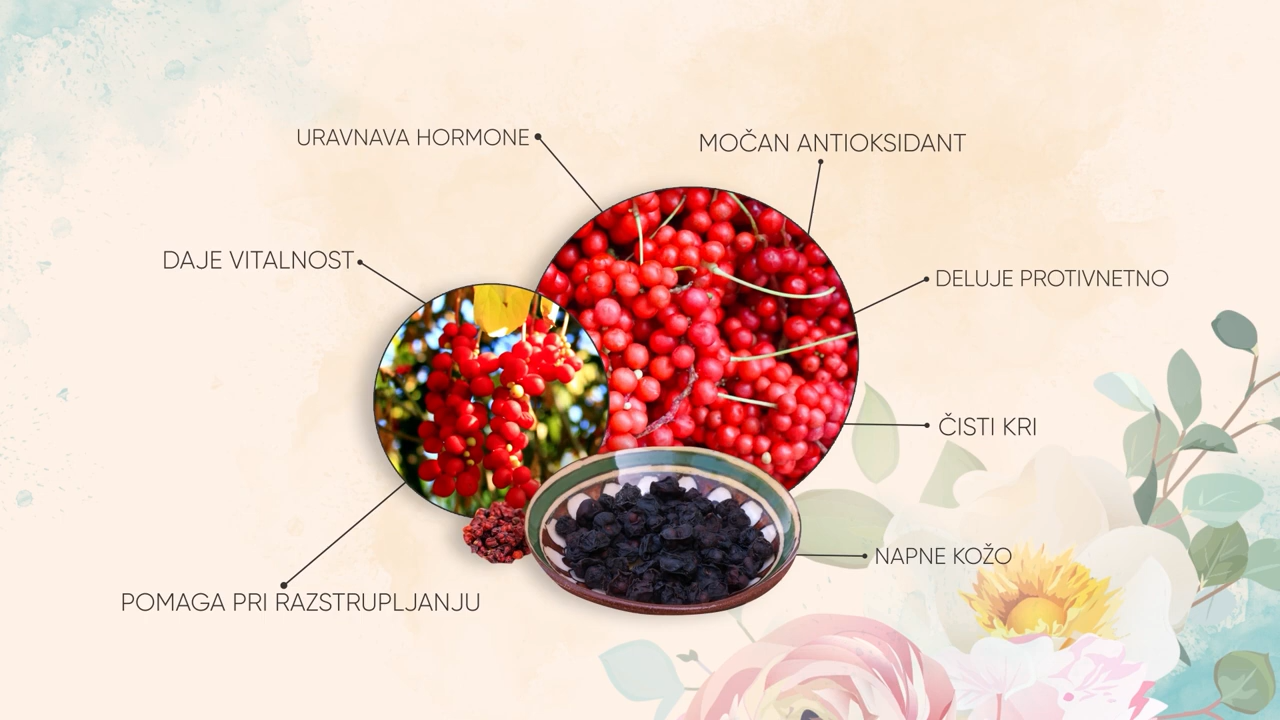 URAVNAVA HORMONE
MOČAN ANTIOKSIDANT
DAJE VITALNOST
DELUJE PROTIVNETNO
ČISTI KRI
NAPNE KOŽO
POMAGA PRI RAZSTRUPLJANJU